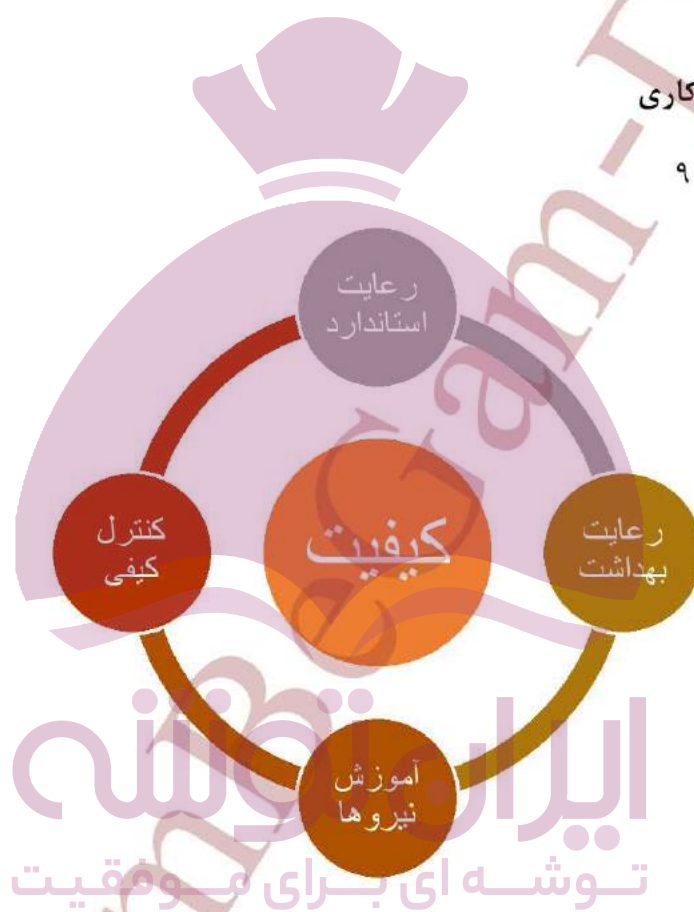 کاری
۹
رعایت
استاندارد
کنترل
کیفی
کیفیت
رعایت
بهداشت
آموزش
نیروها
ایران توشه
توشه ای برای موفقیت